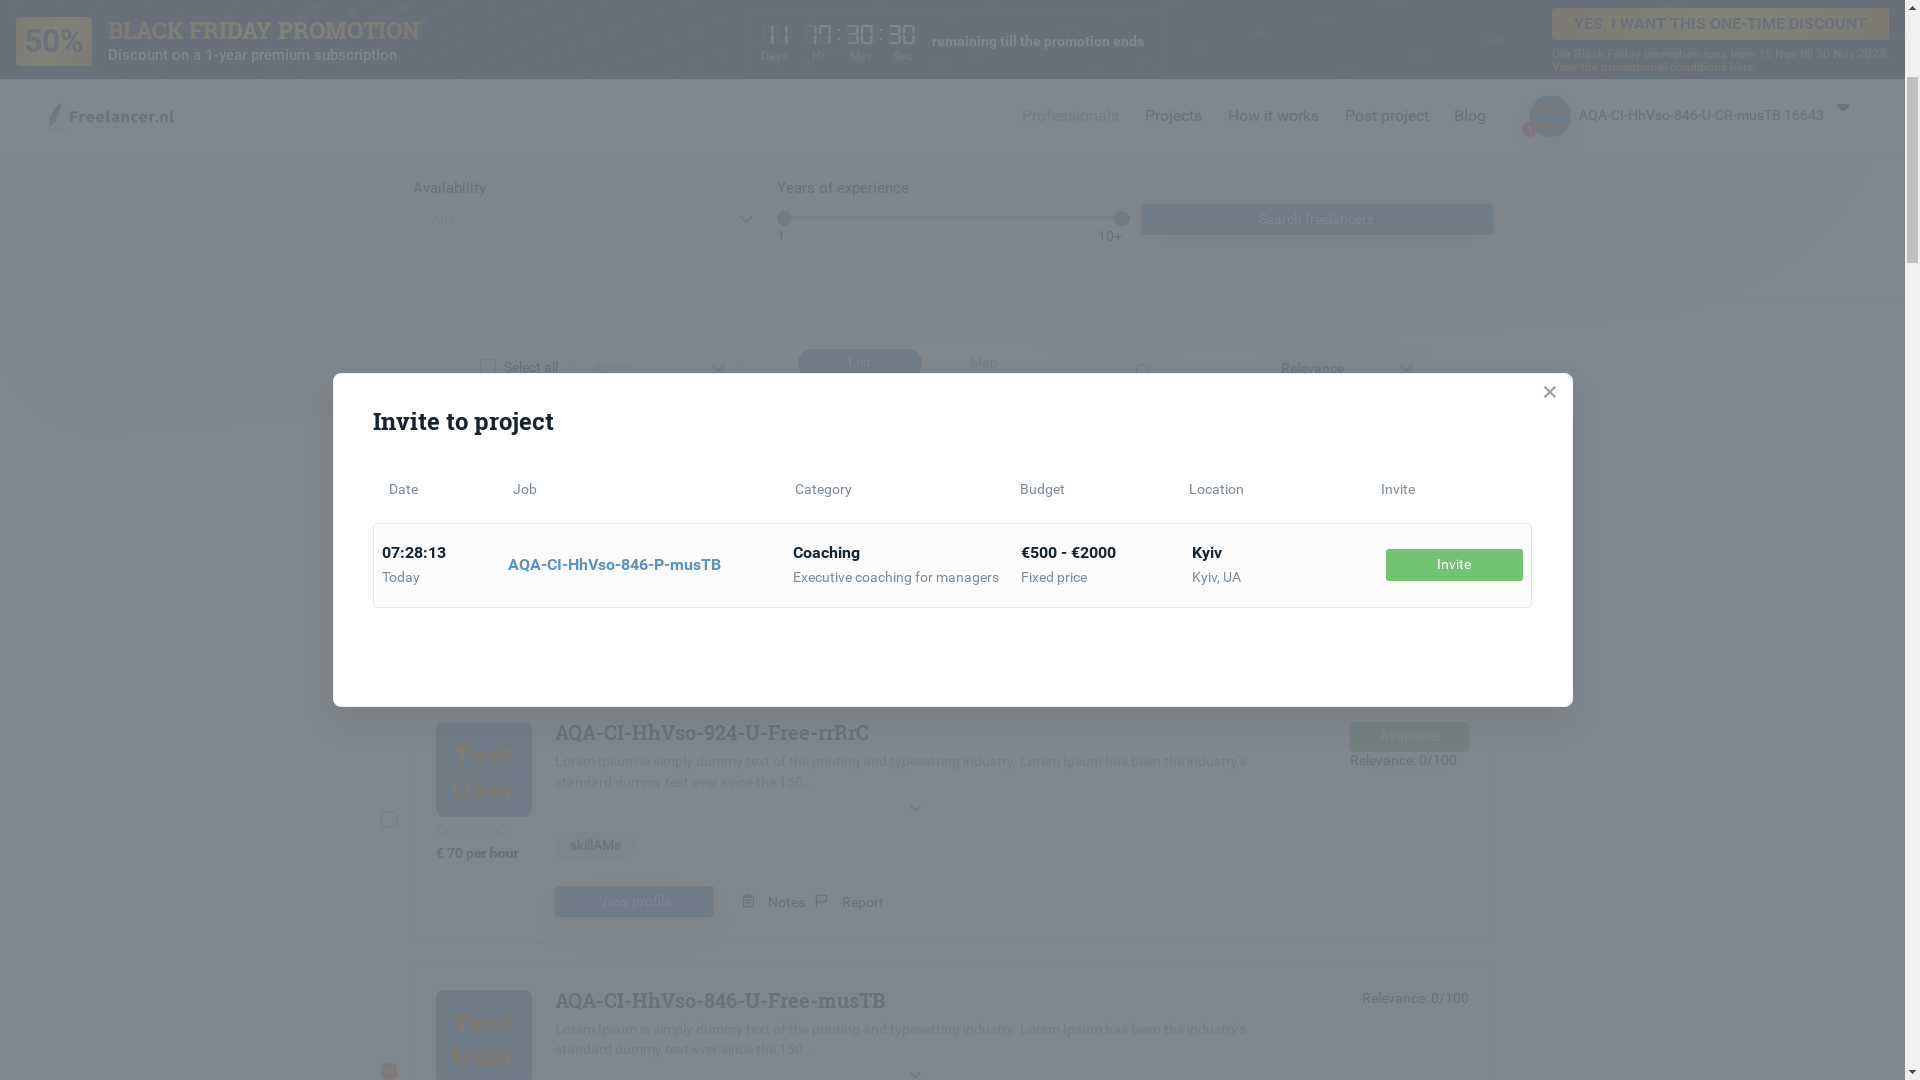 50% BLACK FRIDAY PROMOTION
Discount on a 1-year premium subscription
11 17:30:30 remaining till the promotion ends
Days Hr Min Sec
YES, I WANT THIS ONE-TIME DISCOUNT
Our Black Friday promotion runs from 15 Nov till 30 Nov 2023.
View the promotional conditions here
Freelancer.nl
Professionals Projects How it works Post project Blog
1 AQA-CI-HhVso-846-U-CR-musTB 16643
Availability Years of experience
Any Search freelancers
1 10+
Select all Action List Map Relevance
Invite to project
Date Job Category Budget Location Invite
07:28:13 AQA-CI-HhVso-846-P-musTB Coaching €500 - €2000 Kyiv Invite
Today Executive coaching for managers Fixed price Kyiv, UA
AQA-CI-HhVso-924-U-Free-rrRrC Available
Lorem Ipsum is simply dummy text of the printing and typesetting industry. Lorem Ipsum has been the industry's
standard dummy text ever since the 150...
Relevance: 0/100
Test
User
€ 70 per hour
skillAMs
View profile Notes Report
AQA-CI-HhVso-846-U-Free-musTB Relevance: 0/100
Lorem Ipsum is simply dummy text of the printing and typesetting industry. Lorem Ipsum has been the industry's
standard dummy text ever since the 150...
Test
User